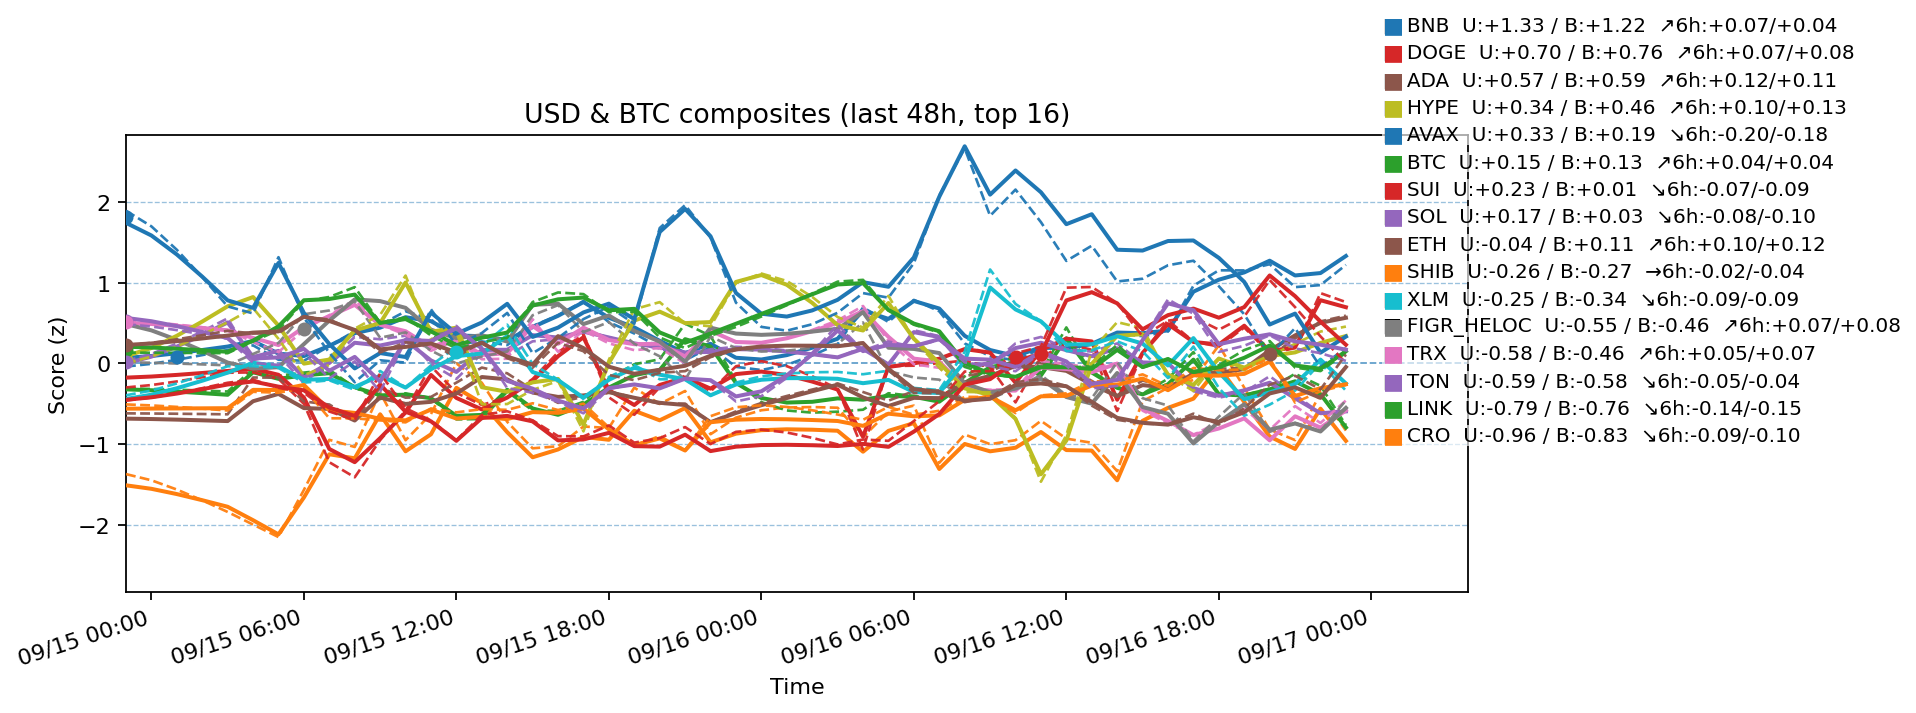 BNB  U:+1.33 / B:+1.22  ↗6h:+0.07/+0.04
DOGE  U:+0.70 / B:+0.76  ↗6h:+0.07/+0.08
ADA  U:+0.57 / B:+0.59  ↗6h:+0.12/+0.11
HYPE  U:+0.34 / B:+0.46  ↗6h:+0.10/+0.13
AVAX  U:+0.33 / B:+0.19  ↘6h:-0.20/-0.18
BTC  U:+0.15 / B:+0.13  ↗6h:+0.04/+0.04
SUI  U:+0.23 / B:+0.01  ↘6h:-0.07/-0.09
SOL  U:+0.17 / B:+0.03  ↘6h:-0.08/-0.10
ETH  U:-0.04 / B:+0.11  ↗6h:+0.10/+0.12
SHIB  U:-0.26 / B:-0.27  →6h:-0.02/-0.04
XLM  U:-0.25 / B:-0.34  ↘6h:-0.09/-0.09
FIGR_HELOC  U:-0.55 / B:-0.46  ↗6h:+0.07/+0.08
TRX  U:-0.58 / B:-0.46  ↗6h:+0.05/+0.07
TON  U:-0.59 / B:-0.58  ↘6h:-0.05/-0.04
LINK  U:-0.79 / B:-0.76  ↘6h:-0.14/-0.15
CRO  U:-0.96 / B:-0.83  ↘6h:-0.09/-0.10
USD & BTC composites (last 48h, top 16)
Score (z)
2
1
0
−1
−2
09/15 00:00
09/15 06:00
09/15 12:00
09/15 18:00
09/16 00:00
09/16 06:00
09/16 12:00
09/16 18:00
09/17 00:00
Time